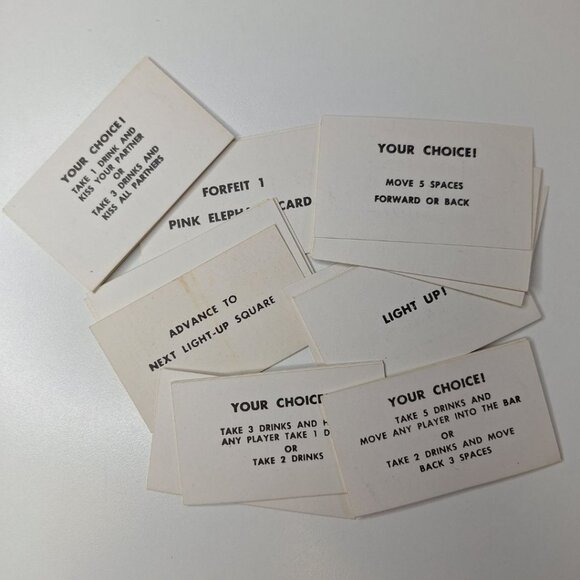 YOUR CHOICE!
TAKE 1 DRINK AND
KISS YOUR PARTNER
OR
TAKE 3 DRINKS AND
KISS ALL PARTNERS
FORFEIT 1
PINK CARD
YOUR CHOICE!
MOVE 5 SPACES
FORWARD OR BACK
ADVANCE TO
NEXT LIGHT-UP SQUARE
LIGHT UP!
YOUR
TAKE 3 DRINKS AND
ANY PLAYER TAKE 1
OR
TAKE 2 DRINKS
YOUR CHOICE!
TAKE 5 DRINKS AND
MOVE ANY PLAYER INTO THE BAR
OR
TAKE 2 DRINKS AND MOVE
BACK 3 SPACES